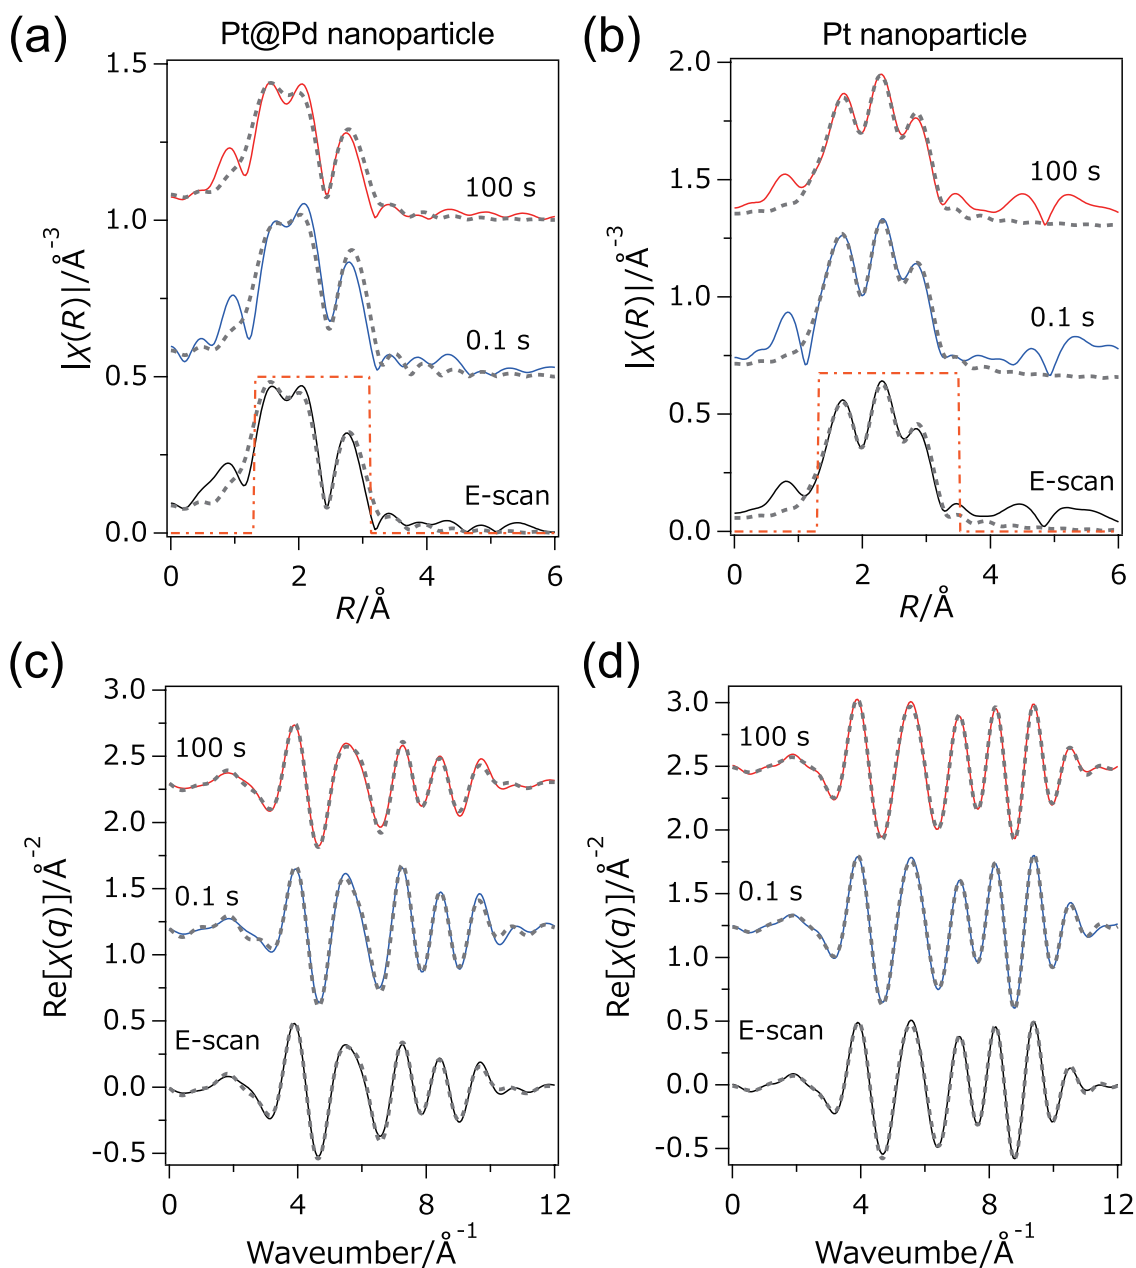 (a)
Pt@Pd nanoparticle
1.5
1.0
0.5
0.0
|χ(R)|/Å⁻³
100 s
0.1 s
E-scan
0 2 4 6
R/Å
(b)
Pt nanoparticle
2.0
1.5
1.0
0.5
0.0
|χ(R)|/Å⁻³
100 s
0.1 s
E-scan
0 2 4 6
R/Å
(c)
3.0
2.5
2.0
1.5
1.0
0.5
0.0
-0.5
Re[χ(q)]/Å⁻²
100 s
0.1 s
E-scan
0 4 8 12
Waveumber/Å⁻¹
(d)
3.0
2.5
2.0
1.5
1.0
0.5
0.0
-0.5
Re[χ(q)]/Å⁻²
100 s
0.1 s
E-scan
0 4 8 12
Waveumbe/Å⁻¹